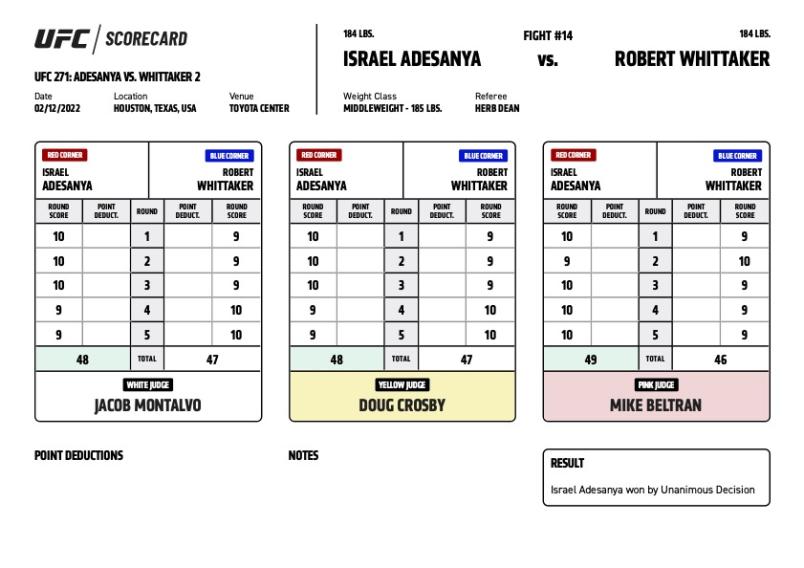 UFC / SCORECARD
184 LBS.
FIGHT #14
184 LBS.
ISRAEL ADESANYA
vs.
ROBERT WHITTAKER
UFC 271: ADESANYA VS. WHITTAKER 2
Date
Location
Venue
Weight Class
Referee
02/12/2022
HOUSTON, TEXAS, USA
TOYOTA CENTER
MIDDLEWEIGHT - 185 LBS.
HERB DEAN
RED CORNER
BLUE CORNER
ISRAEL
ADESANYA
ROBERT
WHITTAKER
ROUND SCORE POINT DEDUCT. ROUND POINT DEDUCT. ROUND SCORE
10 1 9
10 2 9
10 3 9
9 4 10
9 5 10
48 TOTAL 47
WHITE JUDGE
JACOB MONTALVO
RED CORNER
BLUE CORNER
ISRAEL
ADESANYA
ROBERT
WHITTAKER
ROUND SCORE POINT DEDUCT. ROUND POINT DEDUCT. ROUND SCORE
10 1 9
10 2 9
10 3 9
9 4 10
9 5 10
48 TOTAL 47
YELLOW JUDGE
DOUG CROSBY
RED CORNER
BLUE CORNER
ISRAEL
ADESANYA
ROBERT
WHITTAKER
ROUND SCORE POINT DEDUCT. ROUND POINT DEDUCT. ROUND SCORE
10 1 9
9 2 10
10 3 9
10 4 9
10 5 9
49 TOTAL 46
PINK JUDGE
MIKE BELTRAN
POINT DEDUCTIONS
NOTES
RESULT
Israel Adesanya won by Unanimous Decision